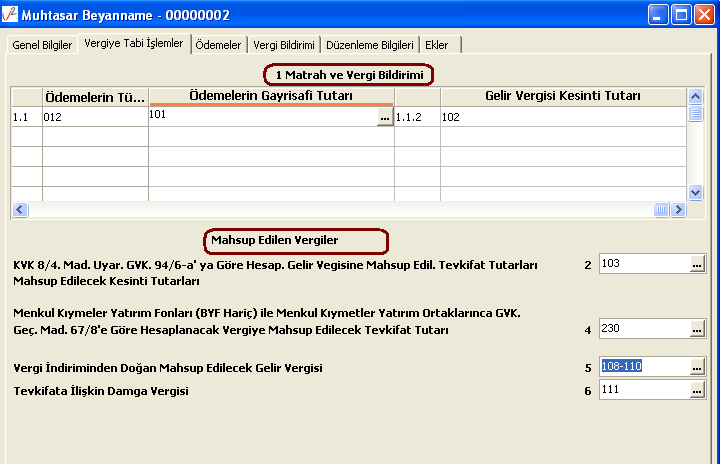 Muhtasar Beyanname - 00000002
Genel Bilgiler Vergiye Tabi İşlemler Ödemeler Vergi Bildirimi Düzenleme Bilgileri Ekler
1 Matrah ve Vergi Bildirimi
Ödemelerin Tü... Ödemelerin Gayrisafi Tutarı Gelir Vergisi Kesinti Tutarı
1.1 012 101 ... 1.1.2 102
Mahsup Edilen Vergiler
KVK 8/4. Mad. Uyar. GVK. 94/6-a' ya Göre Hesap. Gelir Vegisine Mahsup Edil. Tevkifat Tutarları 2 103 ...
Mahsup Edilecek Kesinti Tutarları
Menkul Kıymeler Yatırım Fonları (BYF Hariç) ile Menkul Kıymetler Yatırım Ortaklarınca GVK.
Geç. Mad. 67/8'e Göre Hesaplanacak Vergiye Mahsup Edilecek Tevkifat Tutarı 4 230 ...
Vergi İndiriminden Doğan Mahsup Edilecek Gelir Vergisi 5 108-110 ...
Tevkifata İlişkin Damga Vergisi 6 111 ...